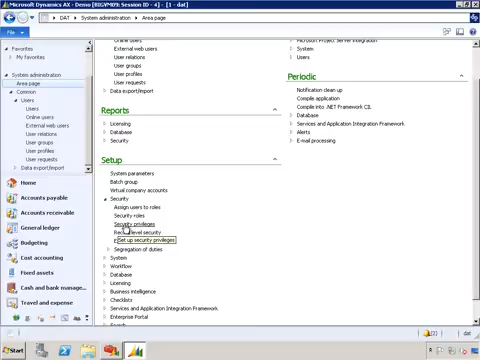 Microsoft Dynamics AX - Demo [BIGYM09: Session ID - 4] - [1 - dat]
DAT
System administration
Area page
File
Favorites
My favorites
System administration
Area page
Common
Users
Users
Online users
External web users
User relations
User groups
User profiles
User requests
Data export/import
Home
Accounts payable
Accounts receivable
General ledger
Budgeting
Cost accounting
Fixed assets
Cash and bank manage...
Travel and expense
Online users
External web users
User relations
User groups
User profiles
User requests
Data export/import
Reports
Licensing
Database
Security
Setup
System parameters
Batch group
Virtual company accounts
Security
Assign users to roles
Security roles
Security privileges
Record level security
Set up security privileges
Segregation of duties
System
Workflow
Database
Licensing
Business intelligence
Checklists
Services and Application Integration Framework
Enterprise Portal
Search
Microsoft Project Server integration
System
Users
Periodic
Notification clean up
Compile application
Compile into .NET Framework CIL
Database
Services and Application Integration Framework
Alerts
E-mail processing
(2)
dat
Start